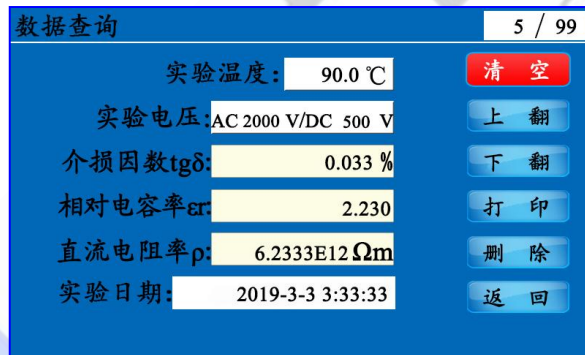 数据查询 5 / 99
实验温度: 90.0 ℃ 清 空
实验电压: AC 2000 V/DC 500 V 上 翻
介损因数tgδ: 0.033 % 下 翻
相对电容率εr: 2.230 打 印
直流电阻率ρ: 6.2333E12 Ωm 删 除
实验日期: 2019-3-3 3:33:33 返 回